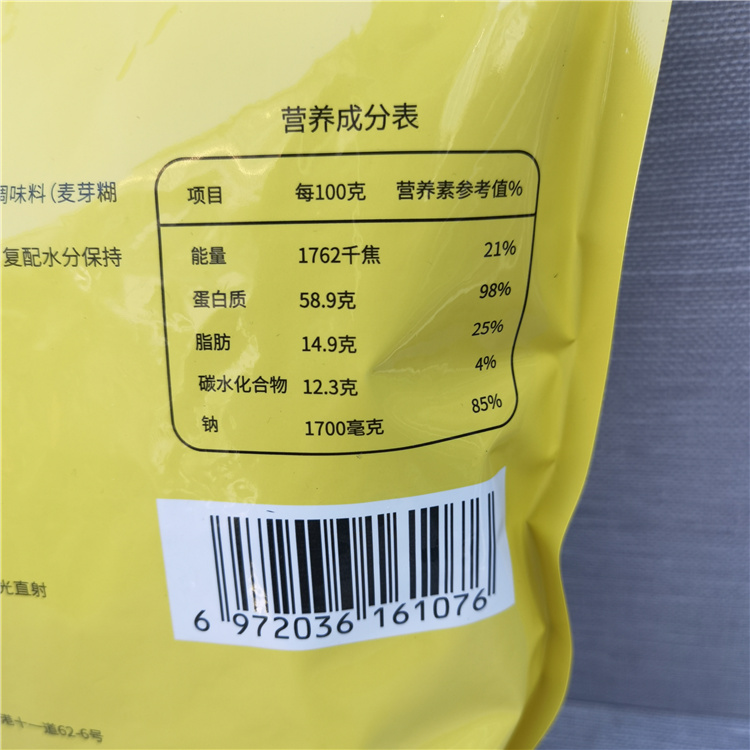 营养成分表
项目 每100克 营养素参考值%
能量 1762千焦 21%
蛋白质 58.9克 98%
脂肪 14.9克 25%
碳水化合物 12.3克 4%
钠 1700毫克 85%
调味料(麦芽糊
复配水分保持
光直射
港十一道62-6号
6 972036 161076